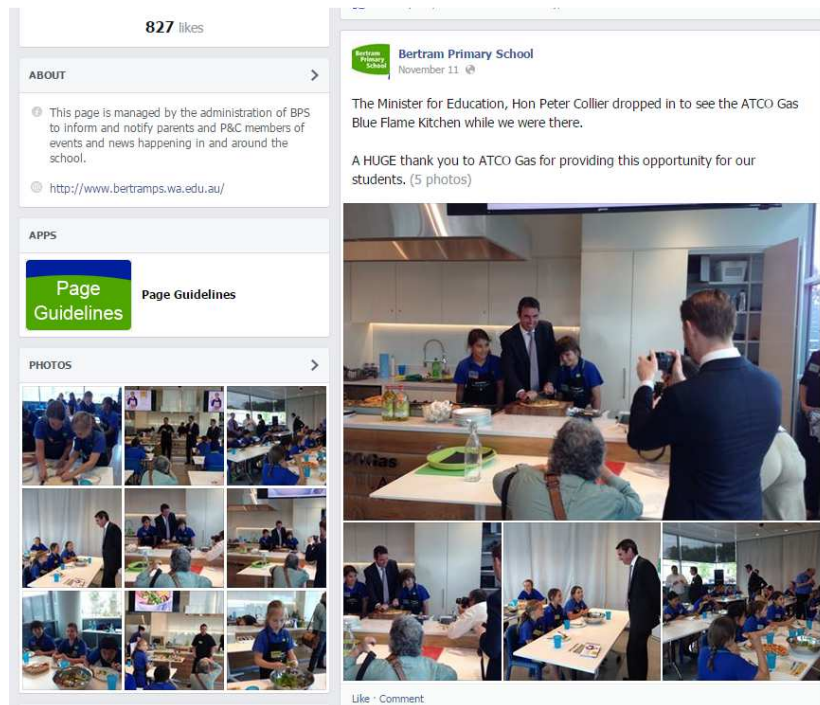 827 likes
ABOUT
This page is managed by the administration of BPS
to inform and notify parents and P&C members of
events and news happening in and around the
school.
http://www.bertramps.wa.edu.au/
APPS
Page
Guidelines
Page Guidelines
PHOTOS
Bertram
Primary
School
Bertram Primary School
November 11
The Minister for Education, Hon Peter Collier dropped in to see the ATCO Gas
Blue Flame Kitchen while we were there.
A HUGE thank you to ATCO Gas for providing this opportunity for our
students. (5 photos)
Gas
Like · Comment